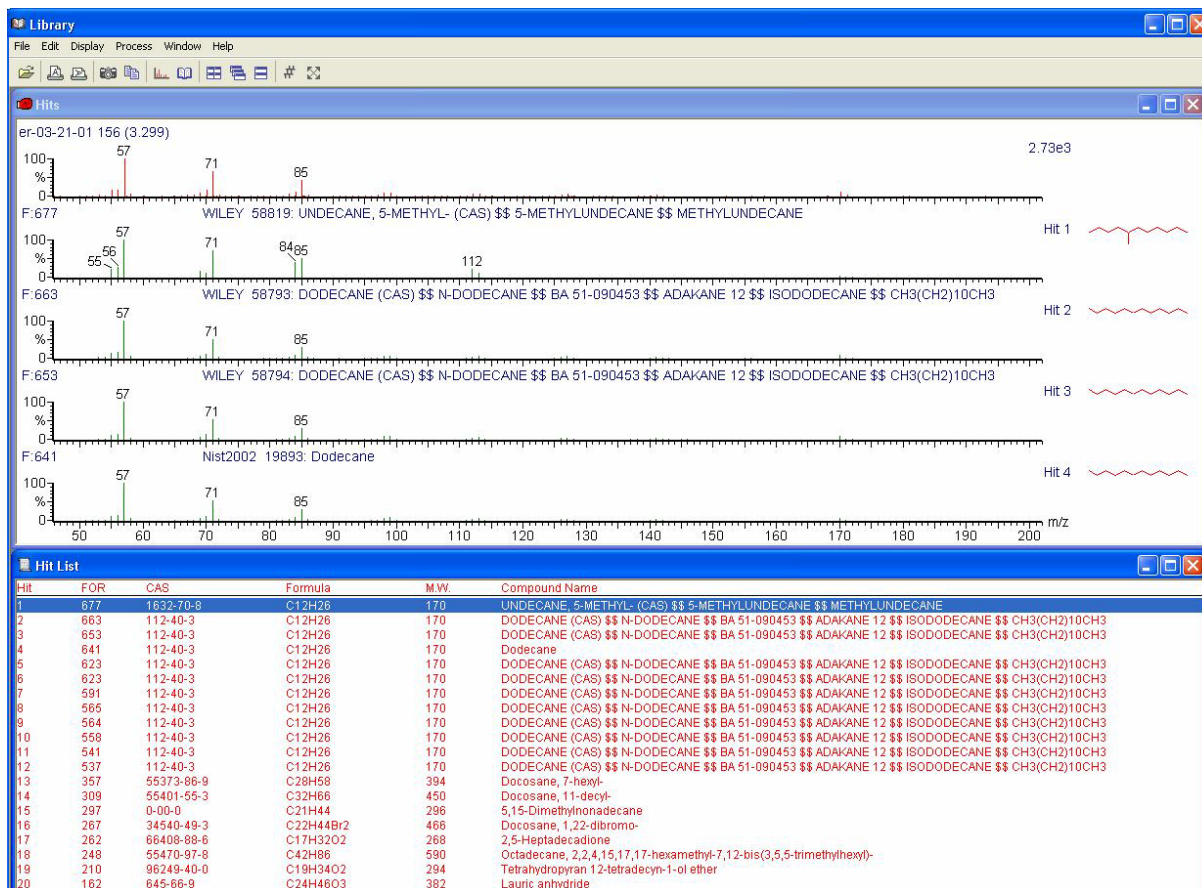 Library
File Edit Display Process Window Help
Hits
er-03-21-01 156 (3.299)
2.73e3
57
71
85
100
%
0
F:677 WILEY 58819: UNDECANE, 5-METHYL- (CAS) $$ 5-METHYLUNDECANE $$ METHYLUNDECANE
Hit 1
57
71
84 85
55 56
112
100
%
0
F:663 WILEY 58793: DODECANE (CAS) $$ N-DODECANE $$ BA 51-090453 $$ ADAKANE 12 $$ ISODODECANE $$ CH3(CH2)10CH3
Hit 2
57
71
85
100
%
0
F:653 WILEY 58794: DODECANE (CAS) $$ N-DODECANE $$ BA 51-090453 $$ ADAKANE 12 $$ ISODODECANE $$ CH3(CH2)10CH3
Hit 3
57
71
85
100
%
0
F:641 Nist2002 19893: Dodecane
Hit 4
57
71
85
100
%
0
m/z
50 60 70 80 90 100 110 120 130 140 150 160 170 180 190 200
Hit List
Hit FOR CAS Formula M.W. Compound Name
1 677 1632-70-8 C12H26 170 UNDECANE, 5-METHYL- (CAS) $$ 5-METHYLUNDECANE $$ METHYLUNDECANE
2 663 112-40-3 C12H26 170 DODECANE (CAS) $$ N-DODECANE $$ BA 51-090453 $$ ADAKANE 12 $$ ISODODECANE $$ CH3(CH2)10CH3
3 653 112-40-3 C12H26 170 DODECANE (CAS) $$ N-DODECANE $$ BA 51-090453 $$ ADAKANE 12 $$ ISODODECANE $$ CH3(CH2)10CH3
4 641 112-40-3 C12H26 170 Dodecane
5 623 112-40-3 C12H26 170 DODECANE (CAS) $$ N-DODECANE $$ BA 51-090453 $$ ADAKANE 12 $$ ISODODECANE $$ CH3(CH2)10CH3
6 623 112-40-3 C12H26 170 DODECANE (CAS) $$ N-DODECANE $$ BA 51-090453 $$ ADAKANE 12 $$ ISODODECANE $$ CH3(CH2)10CH3
7 591 112-40-3 C12H26 170 DODECANE (CAS) $$ N-DODECANE $$ BA 51-090453 $$ ADAKANE 12 $$ ISODODECANE $$ CH3(CH2)10CH3
8 565 112-40-3 C12H26 170 DODECANE (CAS) $$ N-DODECANE $$ BA 51-090453 $$ ADAKANE 12 $$ ISODODECANE $$ CH3(CH2)10CH3
9 564 112-40-3 C12H26 170 DODECANE (CAS) $$ N-DODECANE $$ BA 51-090453 $$ ADAKANE 12 $$ ISODODECANE $$ CH3(CH2)10CH3
10 558 112-40-3 C12H26 170 DODECANE (CAS) $$ N-DODECANE $$ BA 51-090453 $$ ADAKANE 12 $$ ISODODECANE $$ CH3(CH2)10CH3
11 541 112-40-3 C12H26 170 DODECANE (CAS) $$ N-DODECANE $$ BA 51-090453 $$ ADAKANE 12 $$ ISODODECANE $$ CH3(CH2)10CH3
12 537 112-40-3 C12H26 170 DODECANE (CAS) $$ N-DODECANE $$ BA 51-090453 $$ ADAKANE 12 $$ ISODODECANE $$ CH3(CH2)10CH3
13 357 55373-86-9 C28H58 394 Docosane, 7-hexyl-
14 309 55401-55-3 C32H66 450 Docosane, 11-decyl-
15 297 0-00-0 C21H44 296 5,15-Dimethylnonadecane
16 267 34540-49-3 C22H44Br2 466 Docosane, 1,22-dibromo-
17 262 66408-88-6 C17H32O2 268 2,5-Heptadecadione
18 248 55470-97-8 C42H86 590 Octadecane, 2,2,4,15,17,17-hexamethyl-7,12-bis(3,5,5-trimethylhexyl)-
19 210 96249-40-0 C19H34O2 294 Tetrahydropyran 12-tetradecyn-1-ol ether
20 162 645-66-9 C24H46O3 382 Lauric anhydride